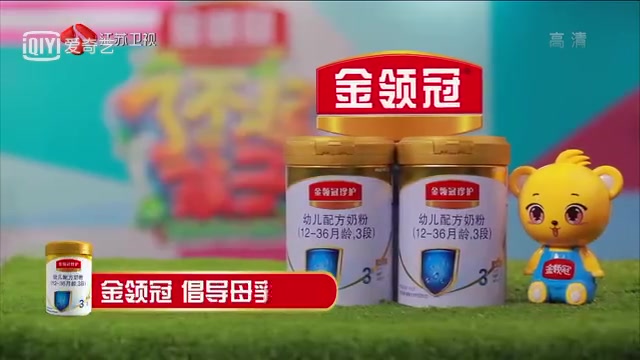 iQIYI 爱奇艺
江苏卫视
高清
金领冠
金领冠珍护
幼儿配方奶粉
(12-36月龄,3段)
3
金领冠珍护
幼儿配方奶粉
(12-36月龄,3段)
3
金领冠
金领冠珍护
幼儿配方奶粉
(12-36月龄,3段)
3
金领冠 倡导母